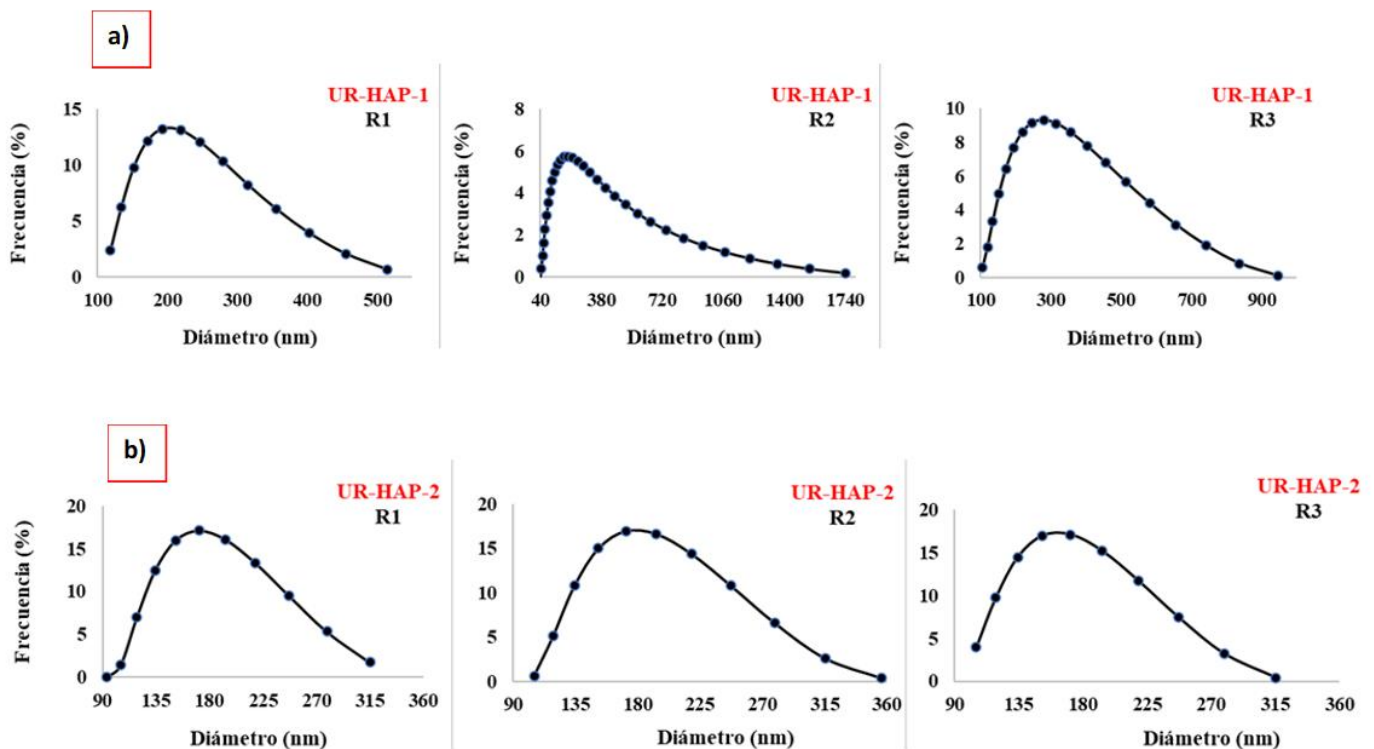 a)
UR-HAP-1
R1
Frecuencia (%)
15
10
5
0
100 200 300 400 500
Diámetro (nm)
UR-HAP-1
R2
Frecuencia (%)
8
6
4
2
0
40 380 720 1060 1400 1740
Diámetro (nm)
UR-HAP-1
R3
Frecuencia (%)
10
8
6
4
2
0
100 300 500 700 900
Diámetro (nm)
b)
UR-HAP-2
R1
Frecuencia (%)
20
15
10
5
0
90 135 180 225 270 315 360
Diámetro (nm)
UR-HAP-2
R2
20
15
10
5
0
90 135 180 225 270 315 360
Diámetro (nm)
UR-HAP-2
R3
20
15
10
5
0
90 135 180 225 270 315 360
Diámetro (nm)